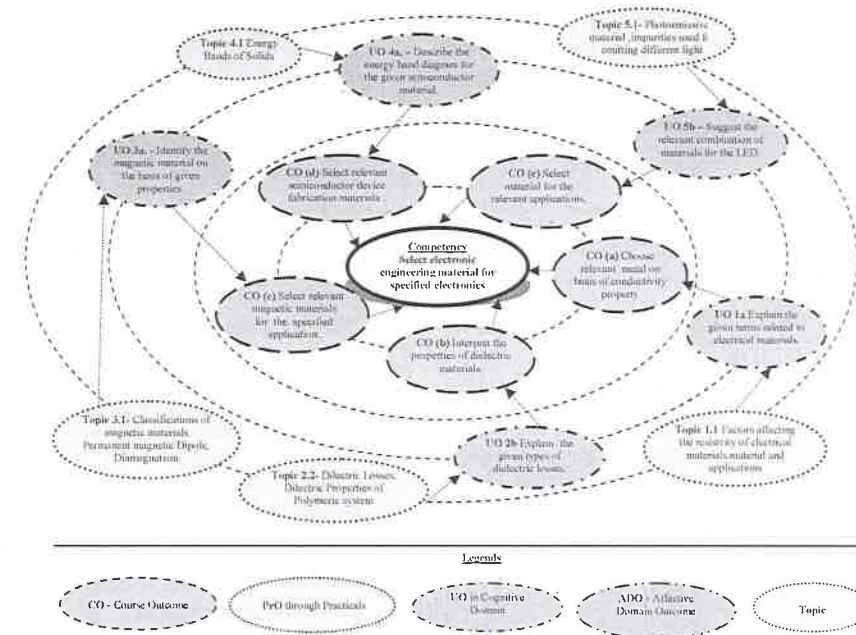 Topic 4.1 Energy
Bands of Solids
UO 4a. – Describe the
energy band diagram for
the given semiconductor
material.
Topic 5.1- Photoemissive
material ,impurities used &
emitting different light
UO 3a. - Identify the
magnetic material on
the basis of given
properties
CO (d) Select relevant
semiconductor device
fabrication materials.
CO (e) Select
material for the
relevant applications.
UO 5b – Suggest the
relevant combination of
materials for the LED.
Competency
Select electronic
engineering material for
specified electronics
CO (a) Choose
relevant metal on
basis of conductivity
property
CO (c) Select relevant
magnetic materials
for the specified
application.
CO (b) Interpret the
properties of dielectric
materials.
UO 1a Explain the
given terms related to
electrical materials.
Topic 3.1- Classifications of
magnetic materials
Permanent magnetic Dipole,
Diamagnetism
Topic 2.2- Dilectric Losses,
Dilectric Properties of
Polymeric system
UO 2b Explain the
given types of
dielectric losses.
Topic 1.1 Factors affecting
the resistivity of electrical
materials,material and
applications
Legends
CO - Course Outcome
PrO through Practicals
UO in Cognitive
Domain
ADO - Affective
Domain Outcome
Topic